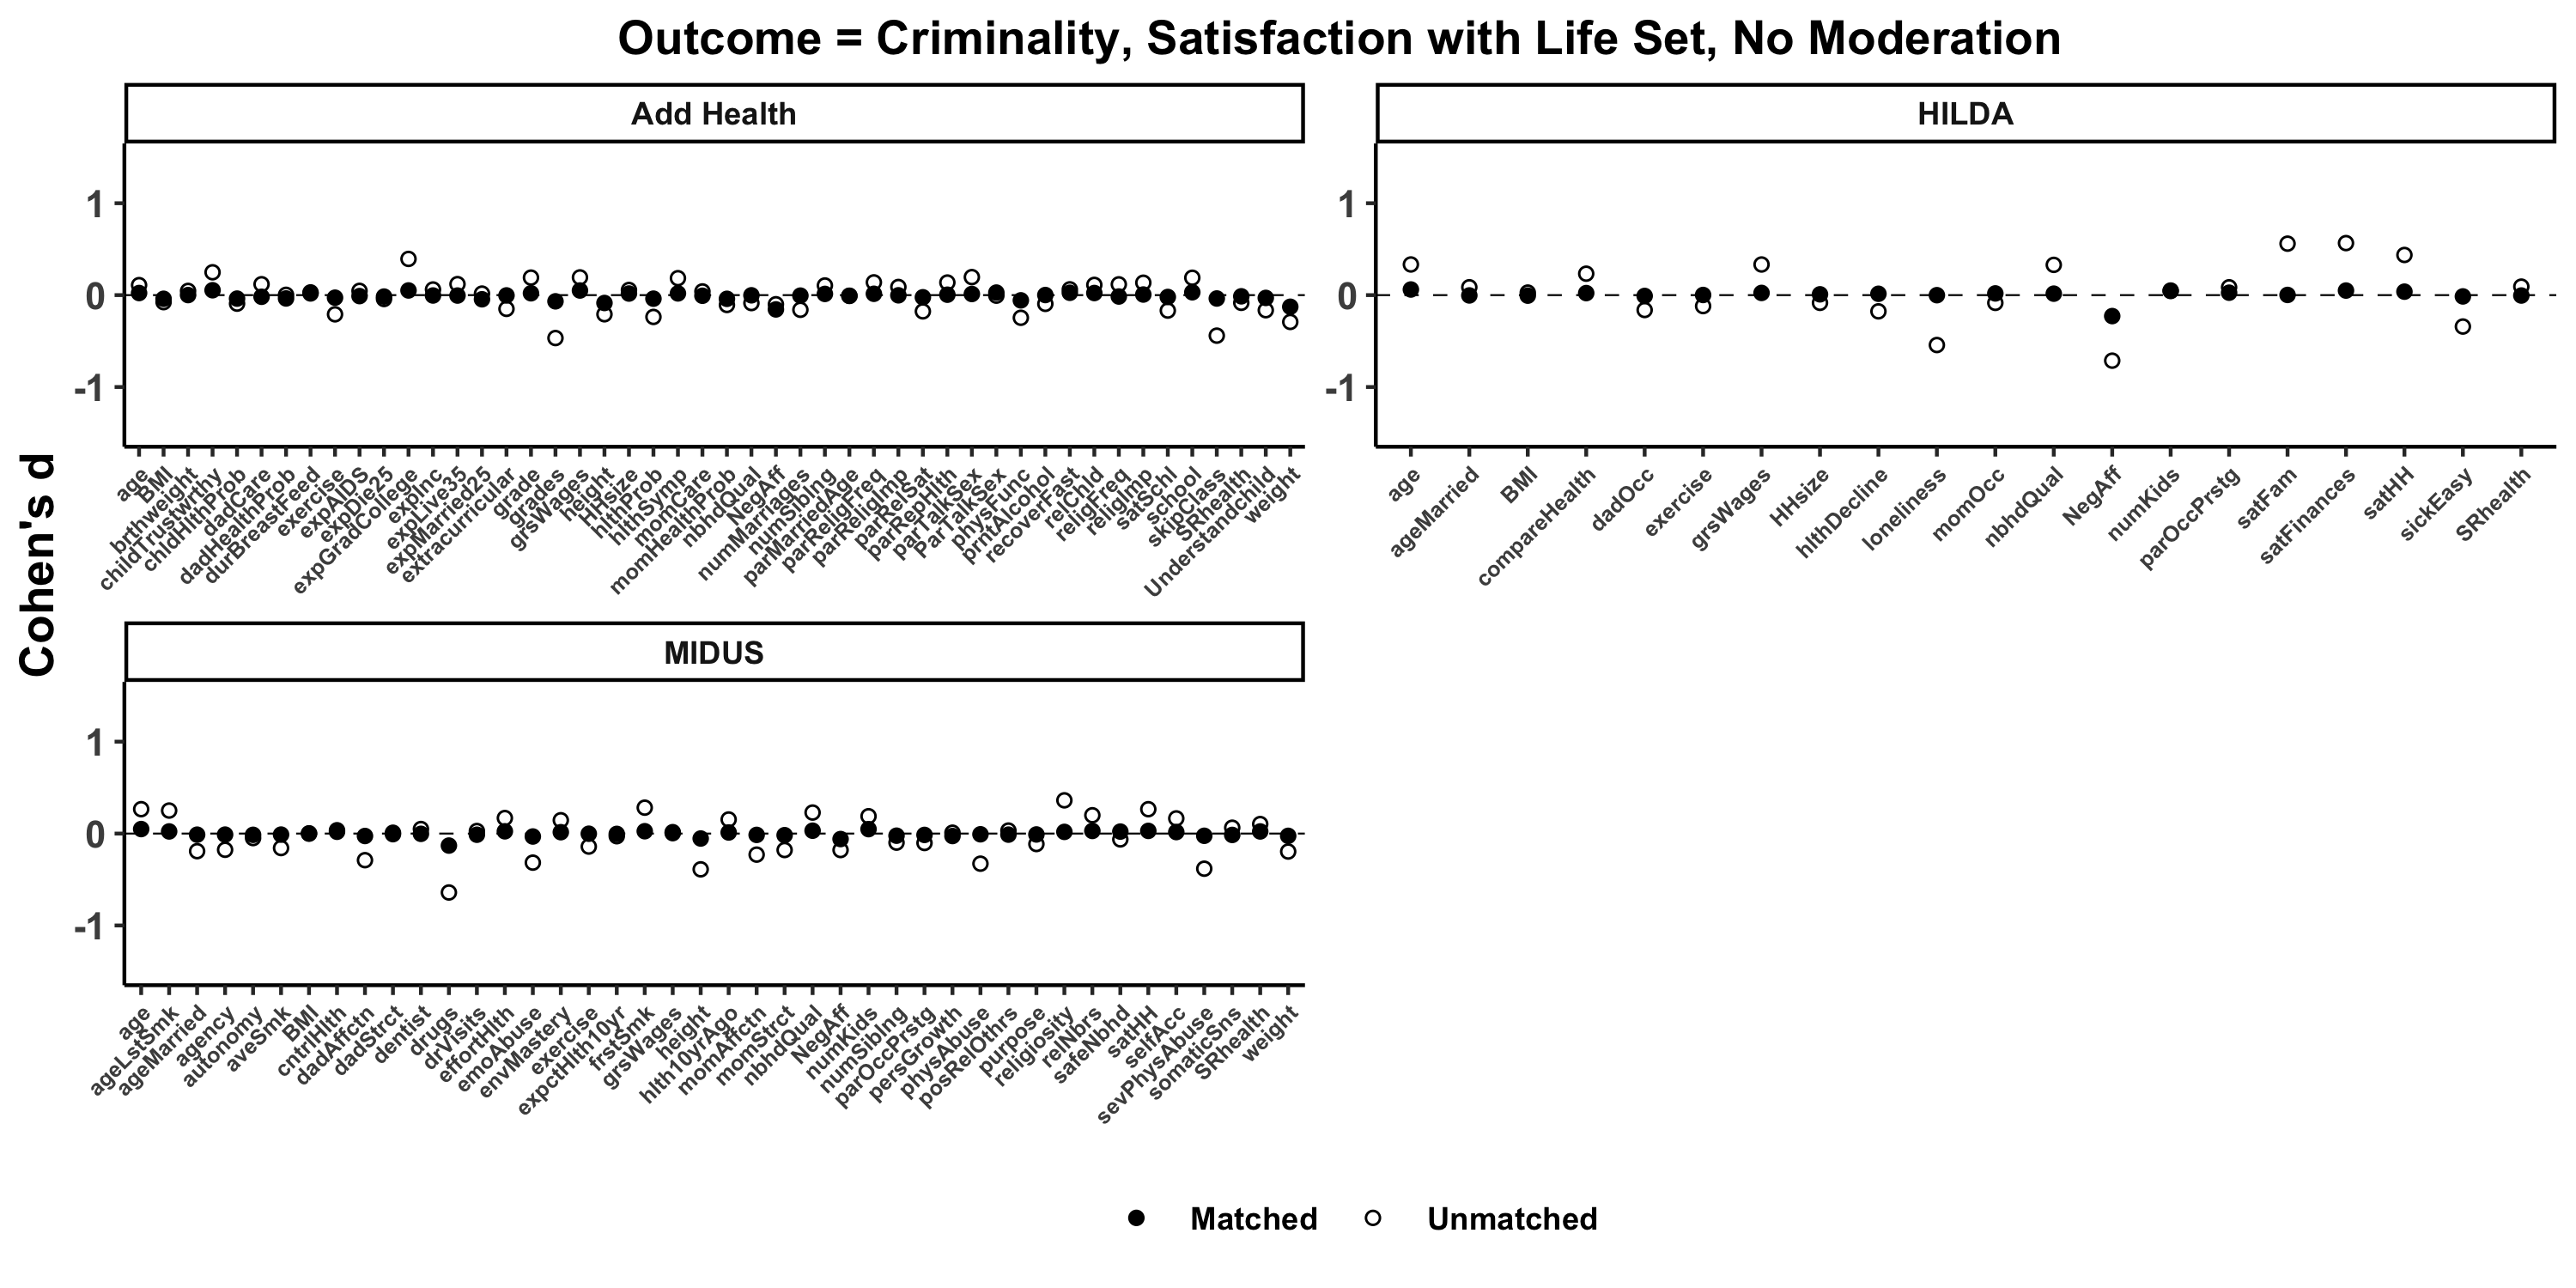 Outcome = Criminality, Satisfaction with Life Set, No Moderation
Cohen's d
Add Health
1
0
-1
age
BMI
brthweight
childTrustwrthy
chldHlthProb
dadCare
dadHealthProb
durBreastFeed
exercise
expAIDS
expDie25
expGradCollege
expInc
expLive35
expMarried25
extracurricular
grade
grades
grsWages
height
HHsize
hlthProb
hlthSymp
momCare
momHealthProb
nbhdQual
NegAff
numMarriages
numSiblng
parMarriedAge
parReligFreq
parReligImp
parRelSat
parRepHlth
parTalkSex
ParTalkSex
physFunc
prntAlcohol
recoverFast
relChld
religFreq
religImp
satSchl
school
skipClass
SRhealth
Understandchild
weight
HILDA
1
0
-1
age
ageMarried
BMI
compareHealth
dadOcc
exercise
grsWages
HHsize
hlthDecline
loneliness
momOcc
nbhdQual
NegAff
numKids
parOccPrstg
satFam
satFinances
satHH
sickEasy
SRhealth
MIDUS
1
0
-1
age
ageLstSmk
ageMarried
agency
autonomy
aveSmk
BMI
cntrlHlth
dadAffctn
dadStrct
dentist
drugs
drVisits
effortHlth
emoAbuse
envMastery
exercise
expctHlth10yr
frstSmk
grsWages
height
hlth10yrAgo
momAffctn
momStrct
nbhdQual
NegAff
numKids
numSiblng
parOccPrstg
persGrowth
physAbuse
posRelOthrs
purpose
religiosity
relNbrs
safeNbhd
satHH
selfAcc
sevPhysAbuse
somaticSns
SRhealth
weight
Matched
Unmatched